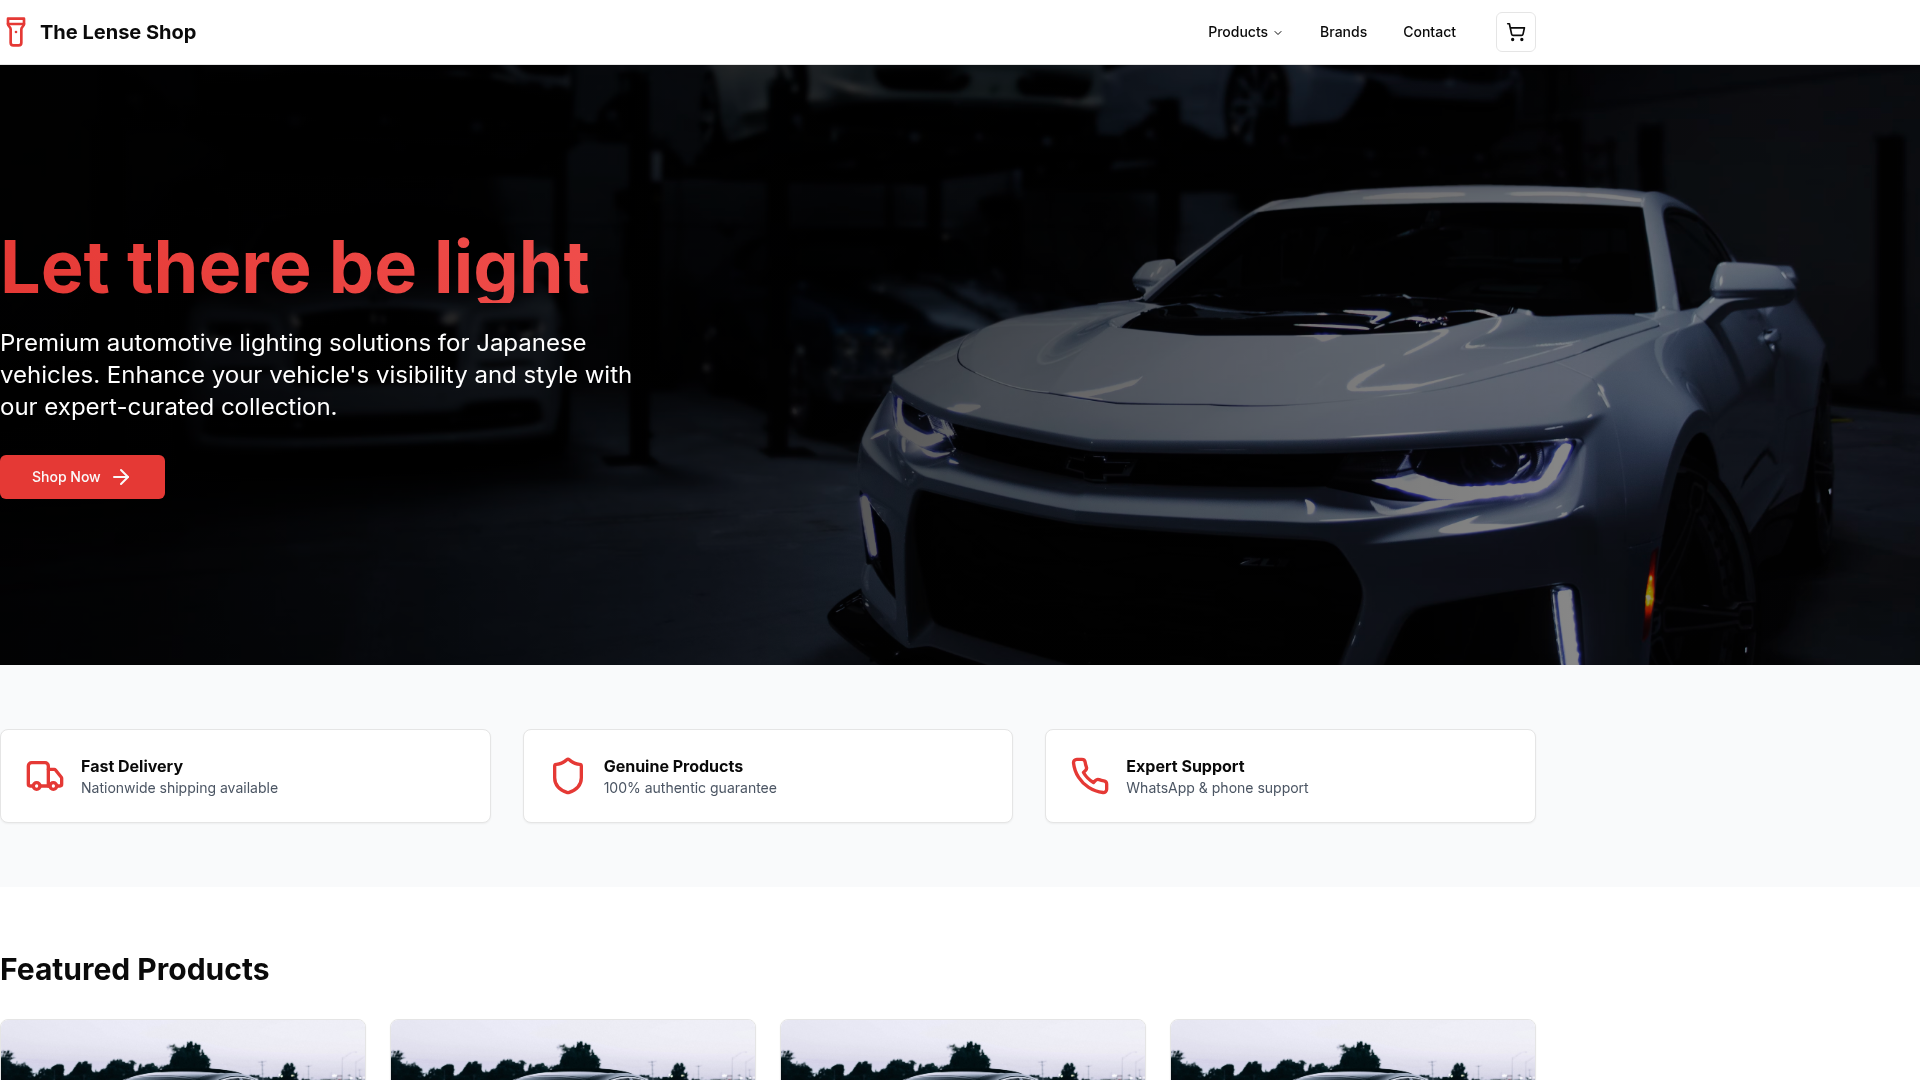 The Lense Shop
Products
Brands
Contact
Let there be light
Premium automotive lighting solutions for Japanese
vehicles. Enhance your vehicle's visibility and style with
our expert-curated collection.
Shop Now
Fast Delivery
Nationwide shipping available
Genuine Products
100% authentic guarantee
Expert Support
WhatsApp & phone support
Featured Products